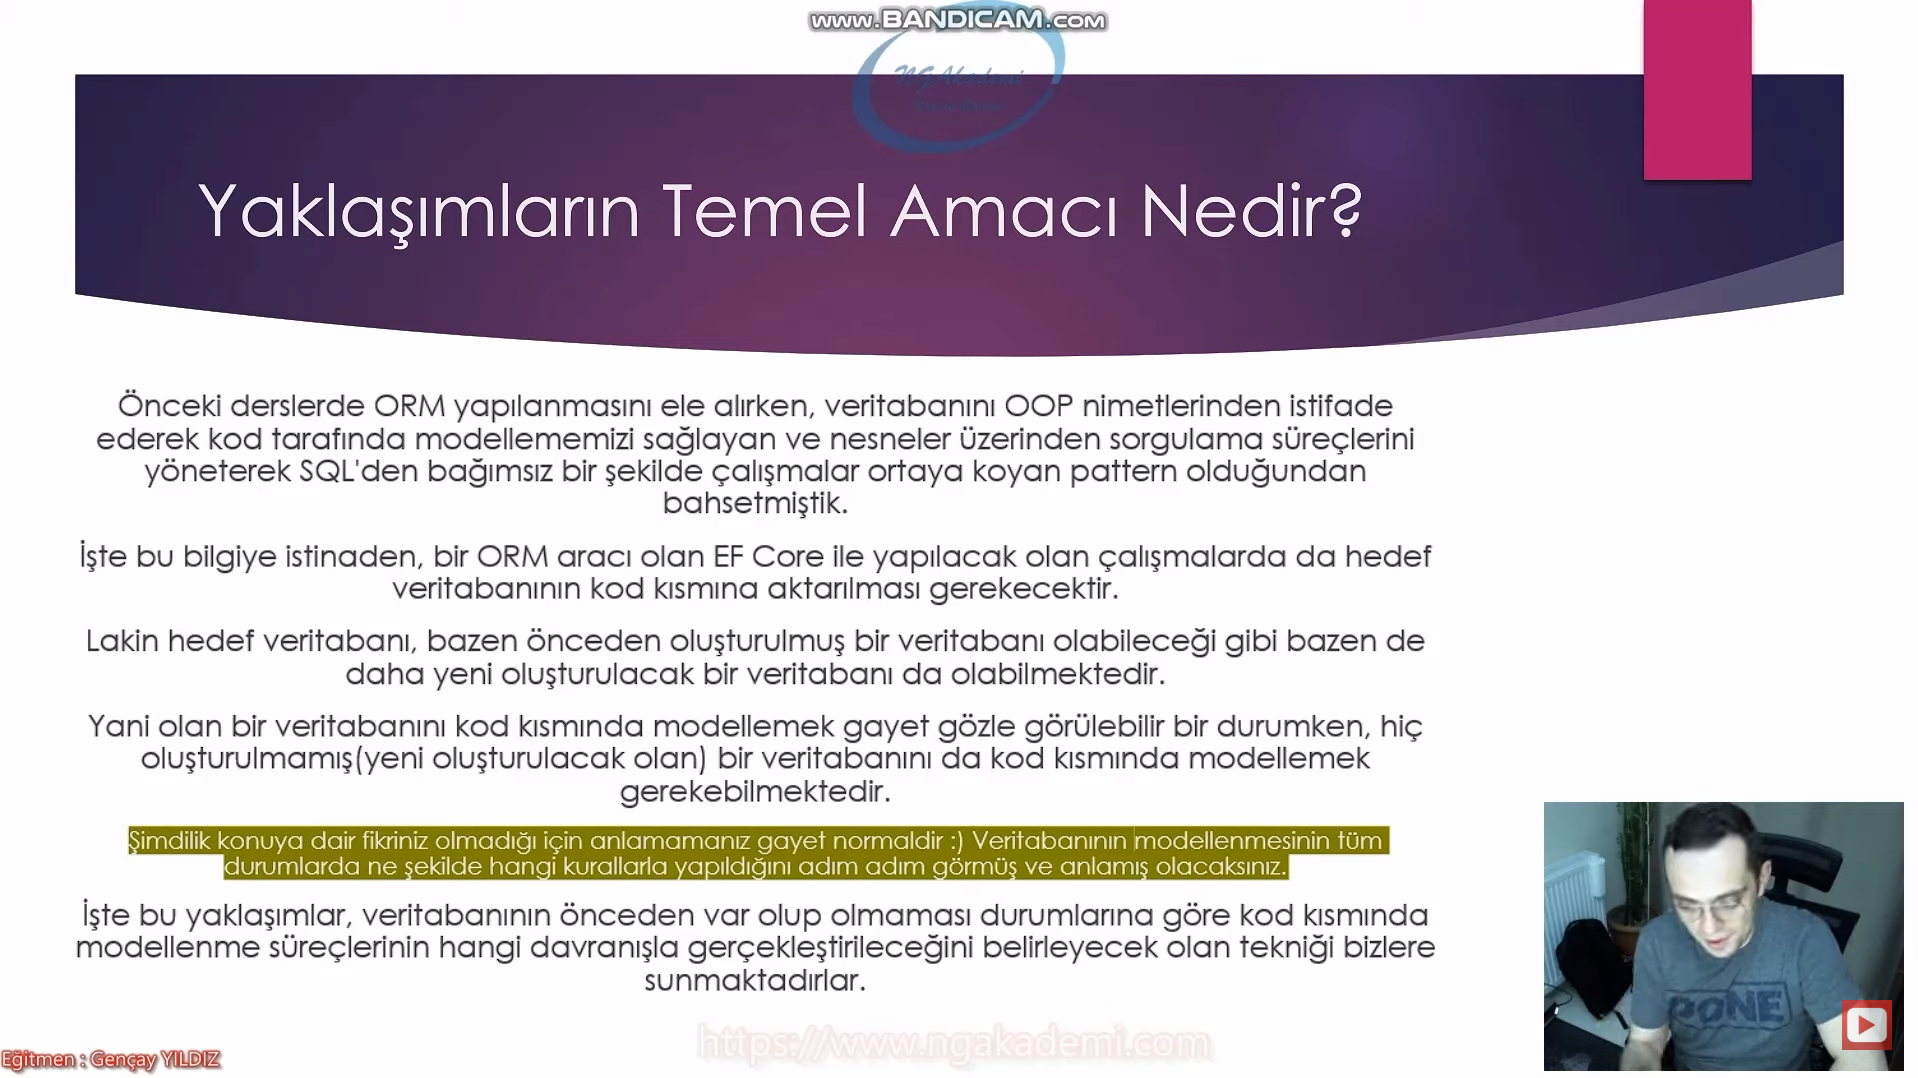 www.BANDICAM.com
NGAkademi
Yaklaşımların Temel Amacı Nedir?
Önceki derslerde ORM yapılanmasını ele alırken, veritabanını OOP nimetlerinden istifade
ederek kod tarafında modellememizi sağlayan ve nesneler üzerinden sorgulama süreçlerini
yöneterek SQL'den bağımsız bir şekilde çalışmalar ortaya koyan pattern olduğundan
bahsetmiştik.
İşte bu bilgiye istinaden, bir ORM aracı olan EF Core ile yapılacak olan çalışmalarda da hedef
veritabanının kod kısmına aktarılması gerekecektir.
Lakin hedef veritabanı, bazen önceden oluşturulmuş bir veritabanı olabileceği gibi bazen de
daha yeni oluşturulacak bir veritabanı da olabilmektedir.
Yani olan bir veritabanını kod kısmında modellemek gayet gözle görülebilir bir durumken, hiç
oluşturulmamış(yeni oluşturulacak olan) bir veritabanını da kod kısmında modellemek
gerekebilmektedir.
Şimdilik konuya dair fikriniz olmadığı için anlamamanız gayet normaldir :) Veritabanının modellenmesinin tüm
durumlarda ne şekilde hangi kurallarla yapıldığını adım adım görmüş ve anlamış olacaksınız.
İşte bu yaklaşımlar, veritabanının önceden var olup olmaması durumlarına göre kod kısmında
modellenme süreçlerinin hangi davranışla gerçekleştirileceğini belirleyecek olan tekniği bizlere
sunmaktadırlar.
DONE
https://www.ngakademi.com
Eğitmen : Gençay YILDIZ